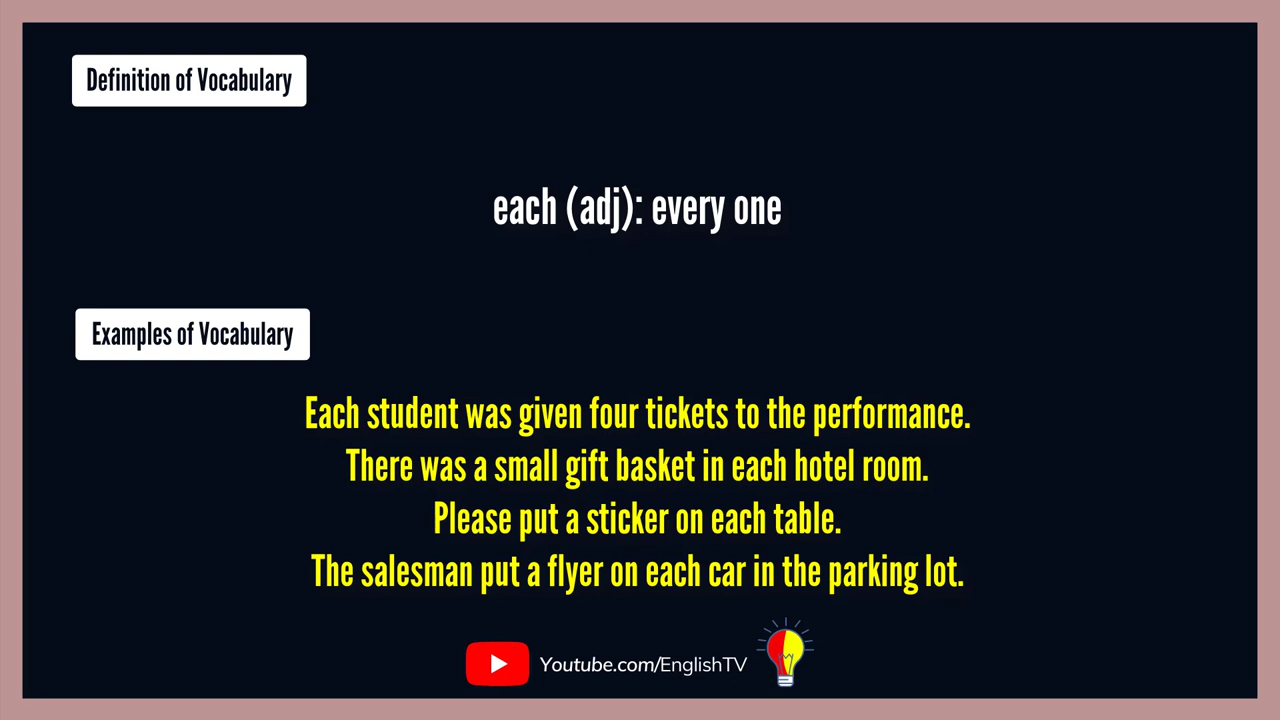 Definition of Vocabulary
each (adj): every one
Examples of Vocabulary
Each student was given four tickets to the performance.
There was a small gift basket in each hotel room.
Please put a sticker on each table.
The salesman put a flyer on each car in the parking lot.
Youtube.com/EnglishTV